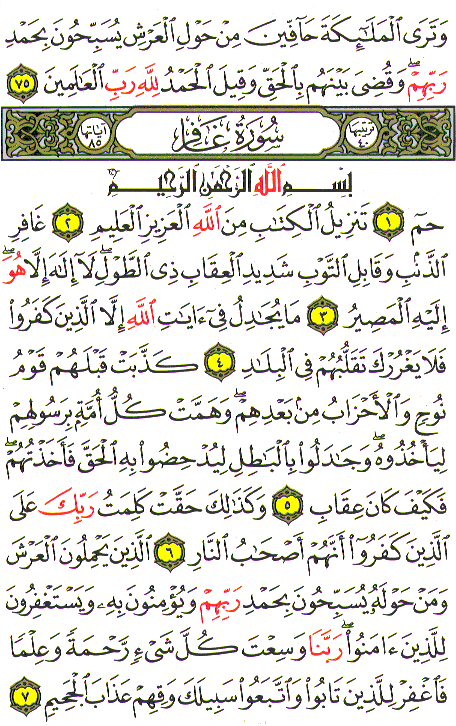 وَتَرَى ٱلْمَلَٰٓئِكَةَ حَآفِّينَ مِنْ حَوْلِ ٱلْعَرْشِ يُسَبِّحُونَ بِحَمْدِ
رَبِّهِمْ ۖ وَقُضِىَ بَيْنَهُم بِٱلْحَقِّ وَقِيلَ ٱلْحَمْدُ لِلَّهِ رَبِّ ٱلْعَٰلَمِينَ ٧٥
ترتيبها ٤٠ سُورَةُ غَافِر آياتها ٨٥
بِسْمِ ٱللَّهِ ٱلرَّحْمَٰنِ ٱلرَّحِيمِ
حمٓ ١ تَنزِيلُ ٱلْكِتَٰبِ مِنَ ٱللَّهِ ٱلْعَزِيزِ ٱلْعَلِيمِ ٢ غَافِرِ
ٱلذَّنۢبِ وَقَابِلِ ٱلتَّوْبِ شَدِيدِ ٱلْعِقَابِ ذِى ٱلطَّوْلِ ۖ لَآ إِلَٰهَ إِلَّا هُوَ ۖ
إِلَيْهِ ٱلْمَصِيرُ ٣ مَا يُجَٰدِلُ فِىٓ ءَايَٰتِ ٱللَّهِ إِلَّا ٱلَّذِينَ كَفَرُوا۟
فَلَا يَغْرُرْكَ تَقَلُّبُهُمْ فِى ٱلْبِلَٰدِ ٤ كَذَّبَتْ قَبْلَهُمْ قَوْمُ
نُوحٍ وَٱلْأَحْزَابُ مِنۢ بَعْدِهِمْ ۖ وَهَمَّتْ كُلُّ أُمَّةٍۭ بِرَسُولِهِمْ
لِيَأْخُذُوهُ ۖ وَجَٰدَلُوا۟ بِٱلْبَٰطِلِ لِيُدْحِضُوا۟ بِهِ ٱلْحَقَّ فَأَخَذْتُهُمْ ۖ
فَكَيْفَ كَانَ عِقَابِ ٥ وَكَذَٰلِكَ حَقَّتْ كَلِمَتُ رَبِّكَ عَلَى
ٱلَّذِينَ كَفَرُوٓا۟ أَنَّهُمْ أَصْحَٰبُ ٱلنَّارِ ٦ ٱلَّذِينَ يَحْمِلُونَ ٱلْعَرْشَ
وَمَنْ حَوْلَهُۥ يُسَبِّحُونَ بِحَمْدِ رَبِّهِمْ وَيُؤْمِنُونَ بِهِۦ وَيَسْتَغْفِرُونَ
لِلَّذِينَ ءَامَنُوا۟ رَبَّنَا وَسِعْتَ كُلَّ شَىْءٍ رَّحْمَةً وَعِلْمًا
فَٱغْفِرْ لِلَّذِينَ تَابُوا۟ وَٱتَّبَعُوا۟ سَبِيلَكَ وَقِهِمْ عَذَابَ ٱلْجَحِيمِ ٧